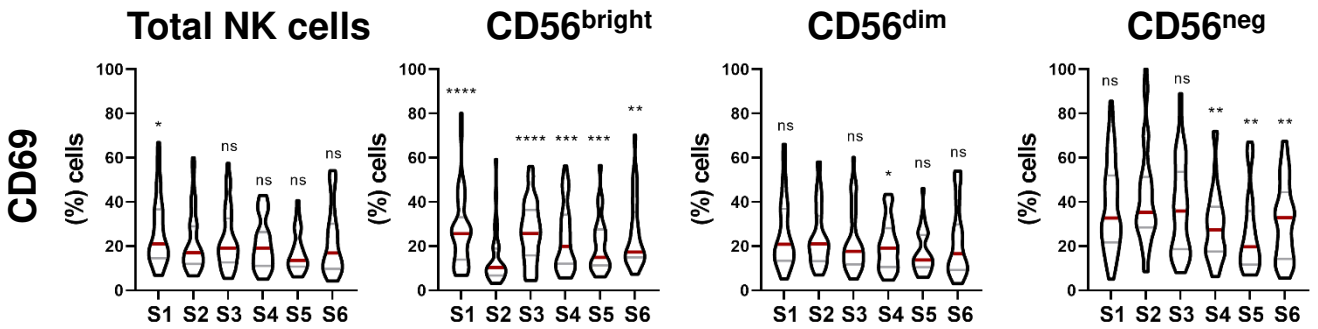 Total NK cells CD56bright CD56dim CD56neg
CD69
(%) cells
100
80
60
40
20
0
* ns ns ns ns
S1 S2 S3 S4 S5 S6
(%) cells
100
80
60
40
20
0
**** **** *** *** **
S1 S2 S3 S4 S5 S6
(%) cells
100
80
60
40
20
0
ns ns * ns ns
S1 S2 S3 S4 S5 S6
(%) cells
100
80
60
40
20
0
ns ns ** ** **
S1 S2 S3 S4 S5 S6